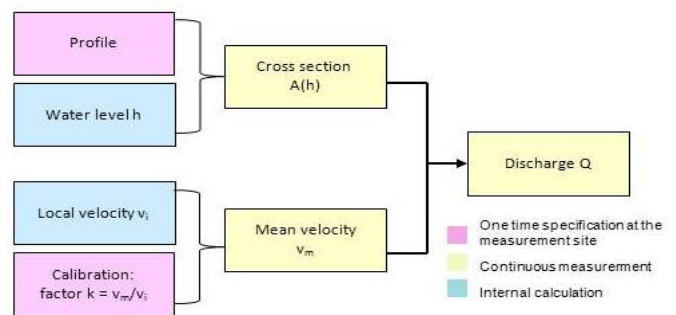 Profile
Water level h
Cross section
A(h)
Local velocity vᵢ
Calibration:
factor k = vₘ/vᵢ
Mean velocity
vₘ
Discharge Q
One time specification at the
measurement site
Continuous measurement
Internal calculation